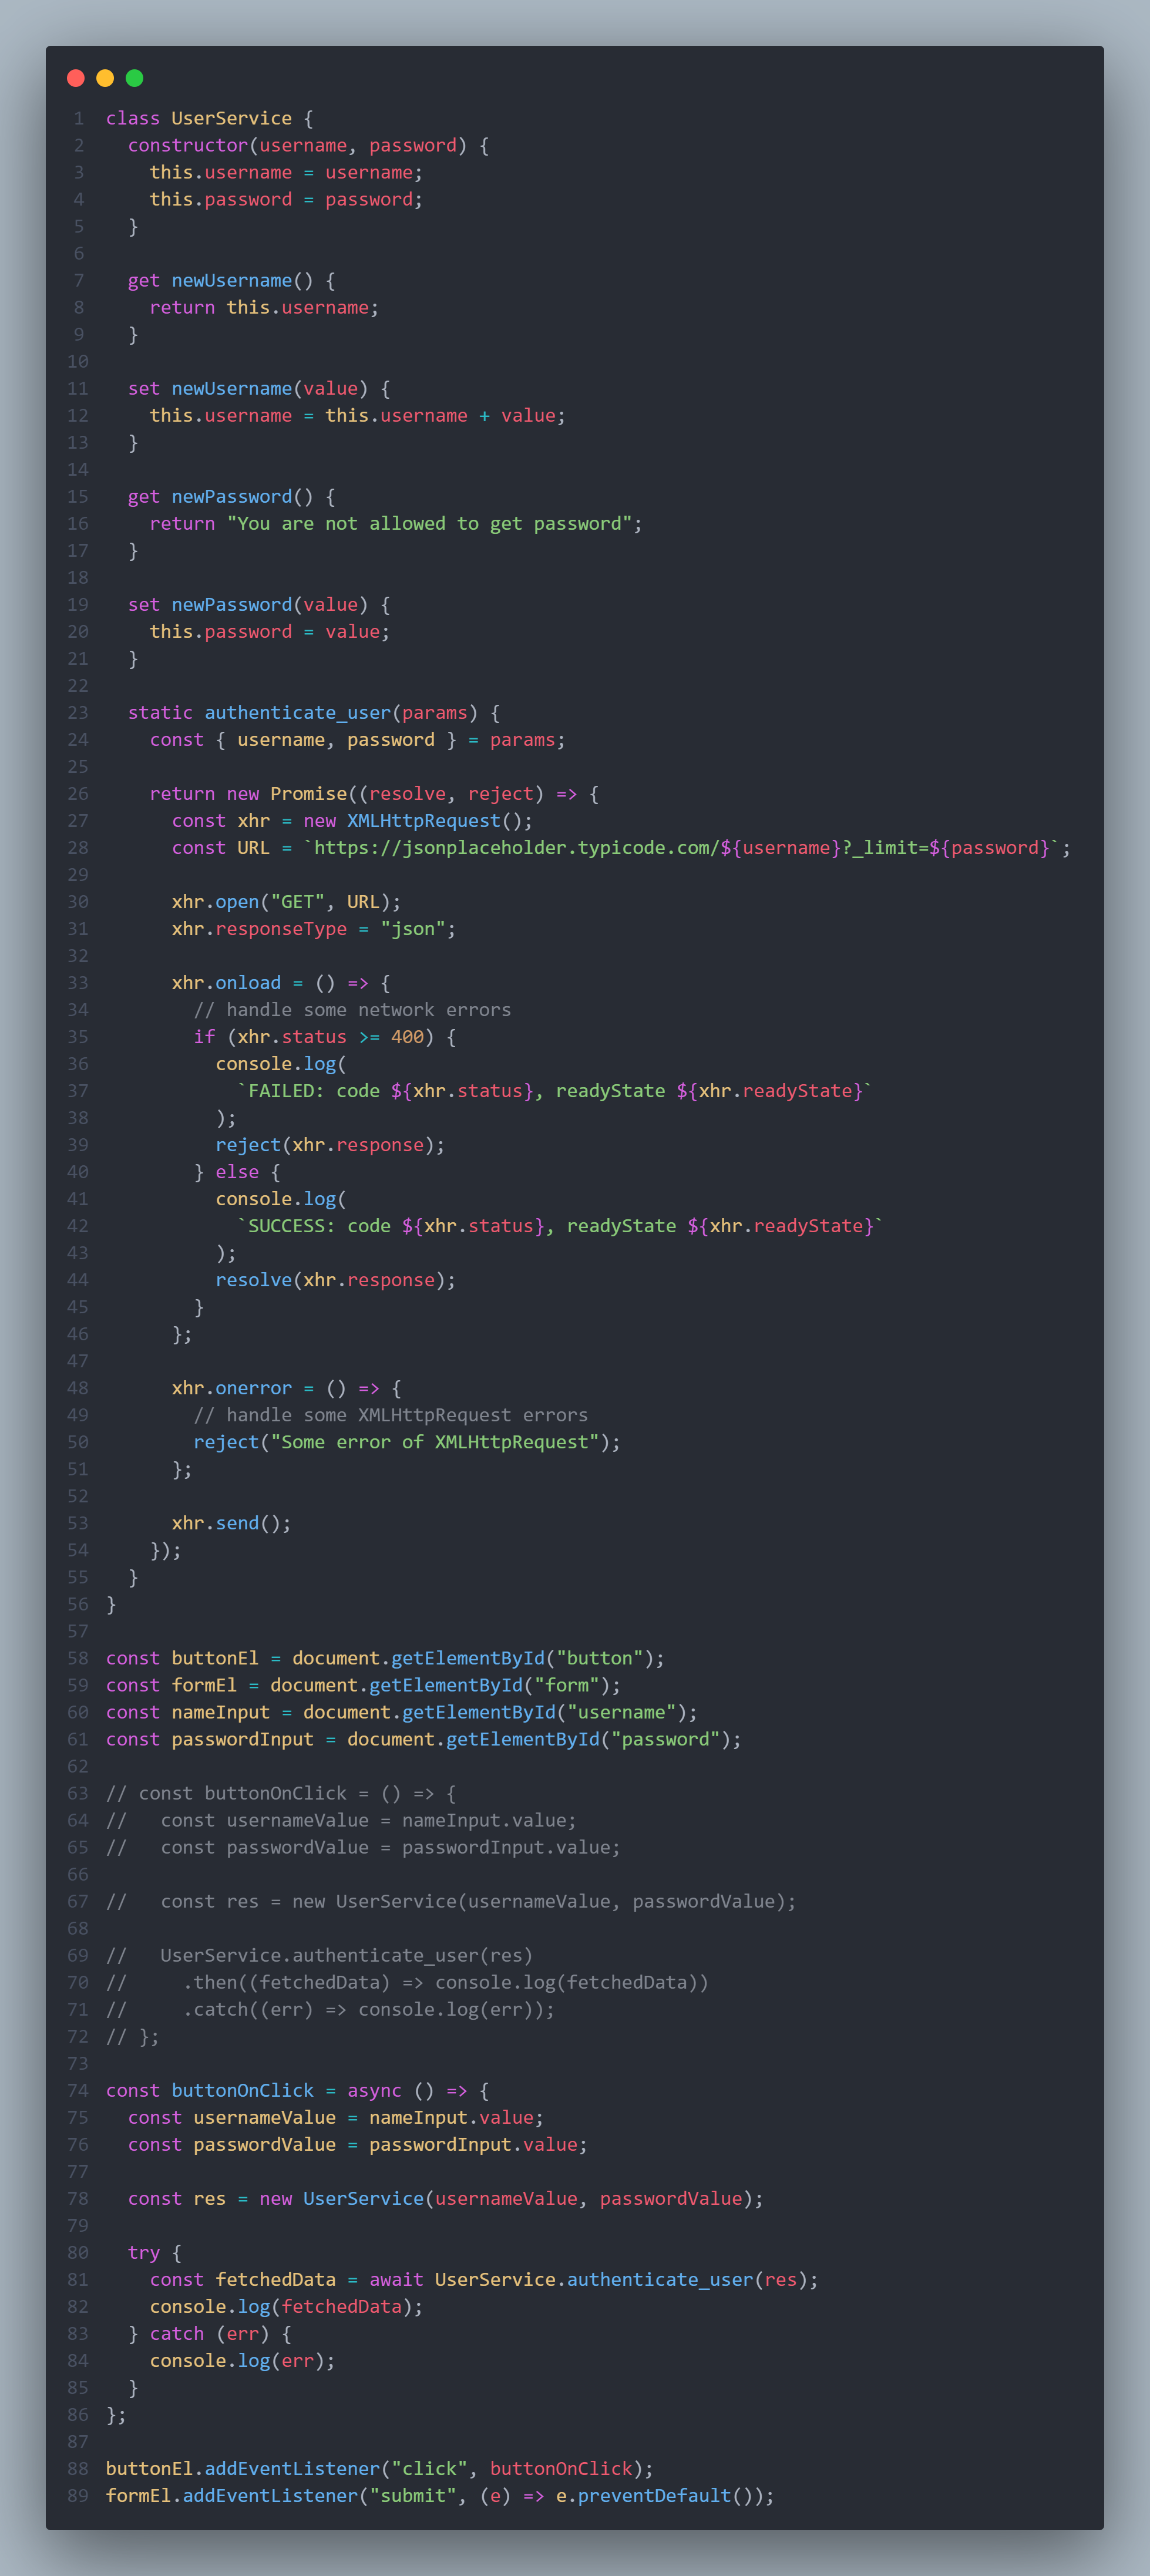 1 class UserService {
2   constructor(username, password) {
3     this.username = username;
4     this.password = password;
5   }
6
7   get newUsername() {
8     return this.username;
9   }
10
11   set newUsername(value) {
12     this.username = this.username + value;
13   }
14
15   get newPassword() {
16     return "You are not allowed to get password";
17   }
18
19   set newPassword(value) {
20     this.password = value;
21   }
22
23   static authenticate_user(params) {
24     const { username, password } = params;
25
26     return new Promise((resolve, reject) => {
27       const xhr = new XMLHttpRequest();
28       const URL = `https://jsonplaceholder.typicode.com/${username}?_limit=${password}`;
29
30       xhr.open("GET", URL);
31       xhr.responseType = "json";
32
33       xhr.onload = () => {
34         // handle some network errors
35         if (xhr.status >= 400) {
36           console.log(
37             `FAILED: code ${xhr.status}, readyState ${xhr.readyState}`
38           );
39           reject(xhr.response);
40         } else {
41           console.log(
42             `SUCCESS: code ${xhr.status}, readyState ${xhr.readyState}`
43           );
44           resolve(xhr.response);
45         }
46       };
47
48       xhr.onerror = () => {
49         // handle some XMLHttpRequest errors
50         reject("Some error of XMLHttpRequest");
51       };
52
53       xhr.send();
54     });
55   }
56 }
57
58 const buttonEl = document.getElementById("button");
59 const formEl = document.getElementById("form");
60 const nameInput = document.getElementById("username");
61 const passwordInput = document.getElementById("password");
62
63 // const buttonOnClick = () => {
64 //   const usernameValue = nameInput.value;
65 //   const passwordValue = passwordInput.value;
66
67 //   const res = new UserService(usernameValue, passwordValue);
68
69 //   UserService.authenticate_user(res)
70 //     .then((fetchedData) => console.log(fetchedData))
71 //     .catch((err) => console.log(err));
72 // };
73
74 const buttonOnClick = async () => {
75   const usernameValue = nameInput.value;
76   const passwordValue = passwordInput.value;
77
78   const res = new UserService(usernameValue, passwordValue);
79
80   try {
81     const fetchedData = await UserService.authenticate_user(res);
82     console.log(fetchedData);
83   } catch (err) {
84     console.log(err);
85   }
86 };
87
88 buttonEl.addEventListener("click", buttonOnClick);
89 formEl.addEventListener("submit", (e) => e.preventDefault());